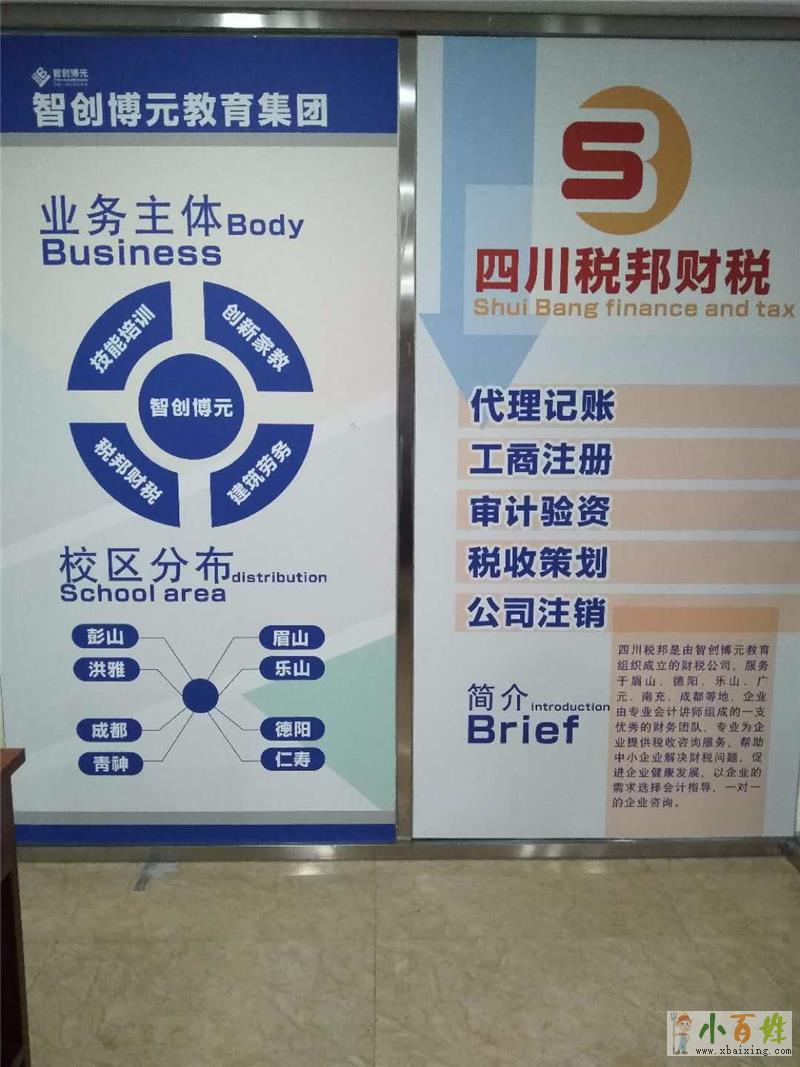 智创博元
智创博元教育集团
业务主体Body
Business
技能培训
创新家教
智创博元
税邦财税
建筑劳务
校区分布distribution
School area
彭山
眉山
洪雅
乐山
成都
德阳
青神
仁寿
SB
四川税邦财税
Shui Bang finance and tax
代理记账
工商注册
审计验资
税收策划
公司注销
简介introduction
Brief
四川税邦是由智创博元教育
组织成立的财税公司，服务
于眉山、德阳、乐山、广
元、南充、成都等地，企业
由专业会计讲师组成的一支
优秀的财务团队，专业为企
业提供税收咨询服务，帮助
中小企业解决财税问题，促
进企业健康发展，以企业的
需求选择会计指导，一对一
的企业咨询。
小百姓
www.xbaixing.com